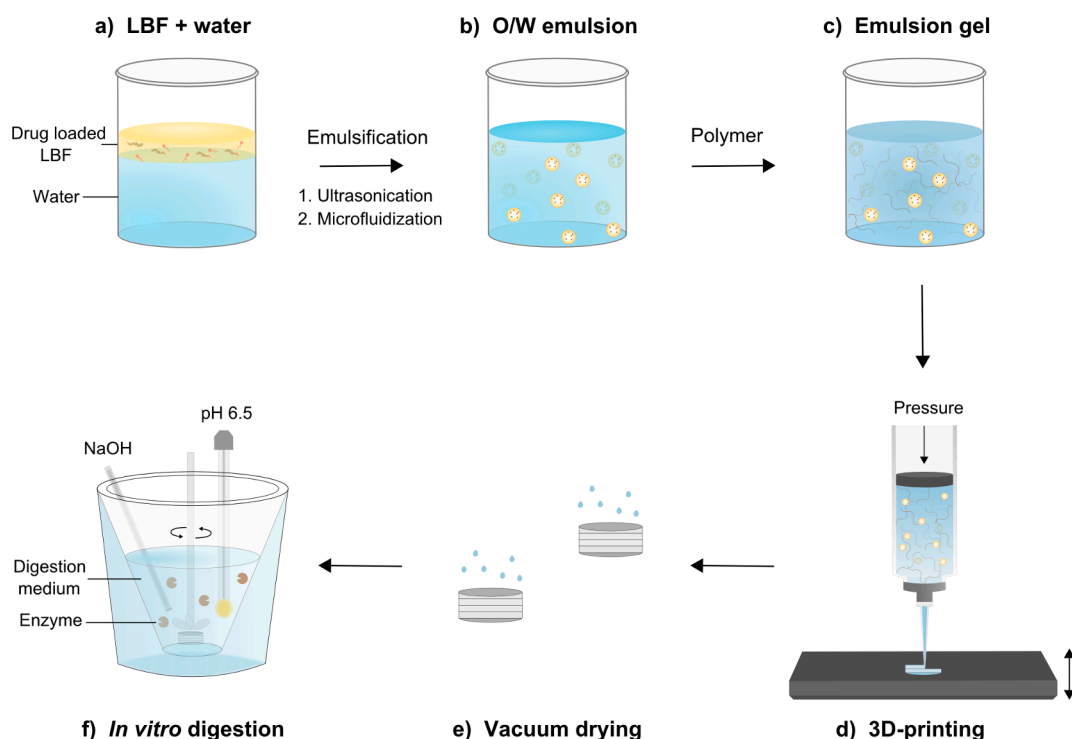 a) LBF + water
b) O/W emulsion
c) Emulsion gel
Drug loaded
LBF
Water
Emulsification
1. Ultrasonication
2. Microfluidization
Polymer
Pressure
pH 6.5
NaOH
Digestion
medium
Enzyme
f) In vitro digestion
e) Vacuum drying
d) 3D-printing